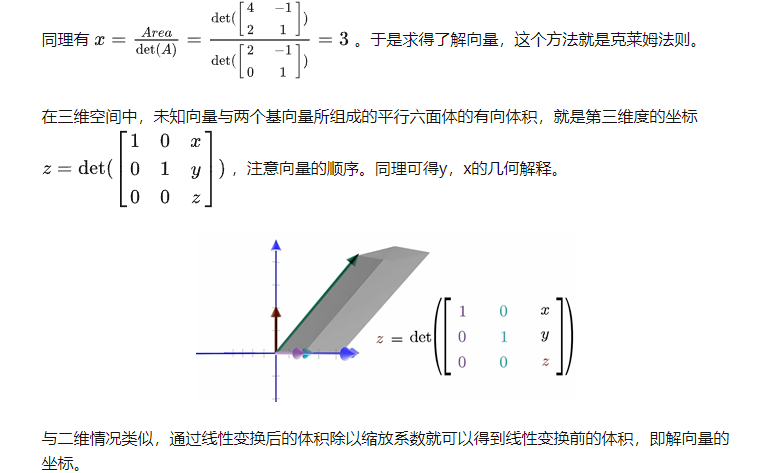 同理有 x = \frac{Area}{\det(A)} = \frac{\det(\begin{bmatrix} 4 & -1 \\ 2 & 1 \end{bmatrix})}{\det(\begin{bmatrix} 2 & -1 \\ 0 & 1 \end{bmatrix})} = 3 。于是求得了解向量，这个方法就是克莱姆法则。
在三维空间中，未知向量与两个基向量所组成的平行六面体的有向体积，就是第三维度的坐标
z = \det(\begin{bmatrix} 1 & 0 & x \\ 0 & 1 & y \\ 0 & 0 & z \end{bmatrix}) ，注意向量的顺序。同理可得y，x的几何解释。
z = \det\left(\begin{bmatrix} 1 & 0 & x \\ 0 & 1 & y \\ 0 & 0 & z \end{bmatrix}\right)
与二维情况类似，通过线性变换后的体积除以缩放系数就可以得到线性变换前的体积，即解向量的
坐标。